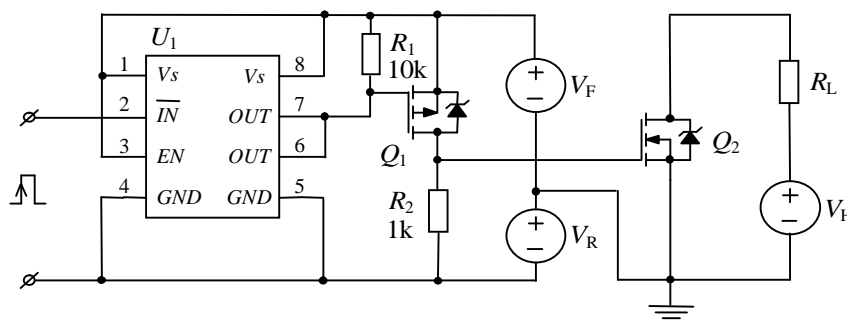 U1
1 Vs Vs 8
2 IN OUT 7
3 EN OUT 6
4 GND GND 5
R1
10k
Q1
R2
1k
VF
VR
Q2
RL
VH